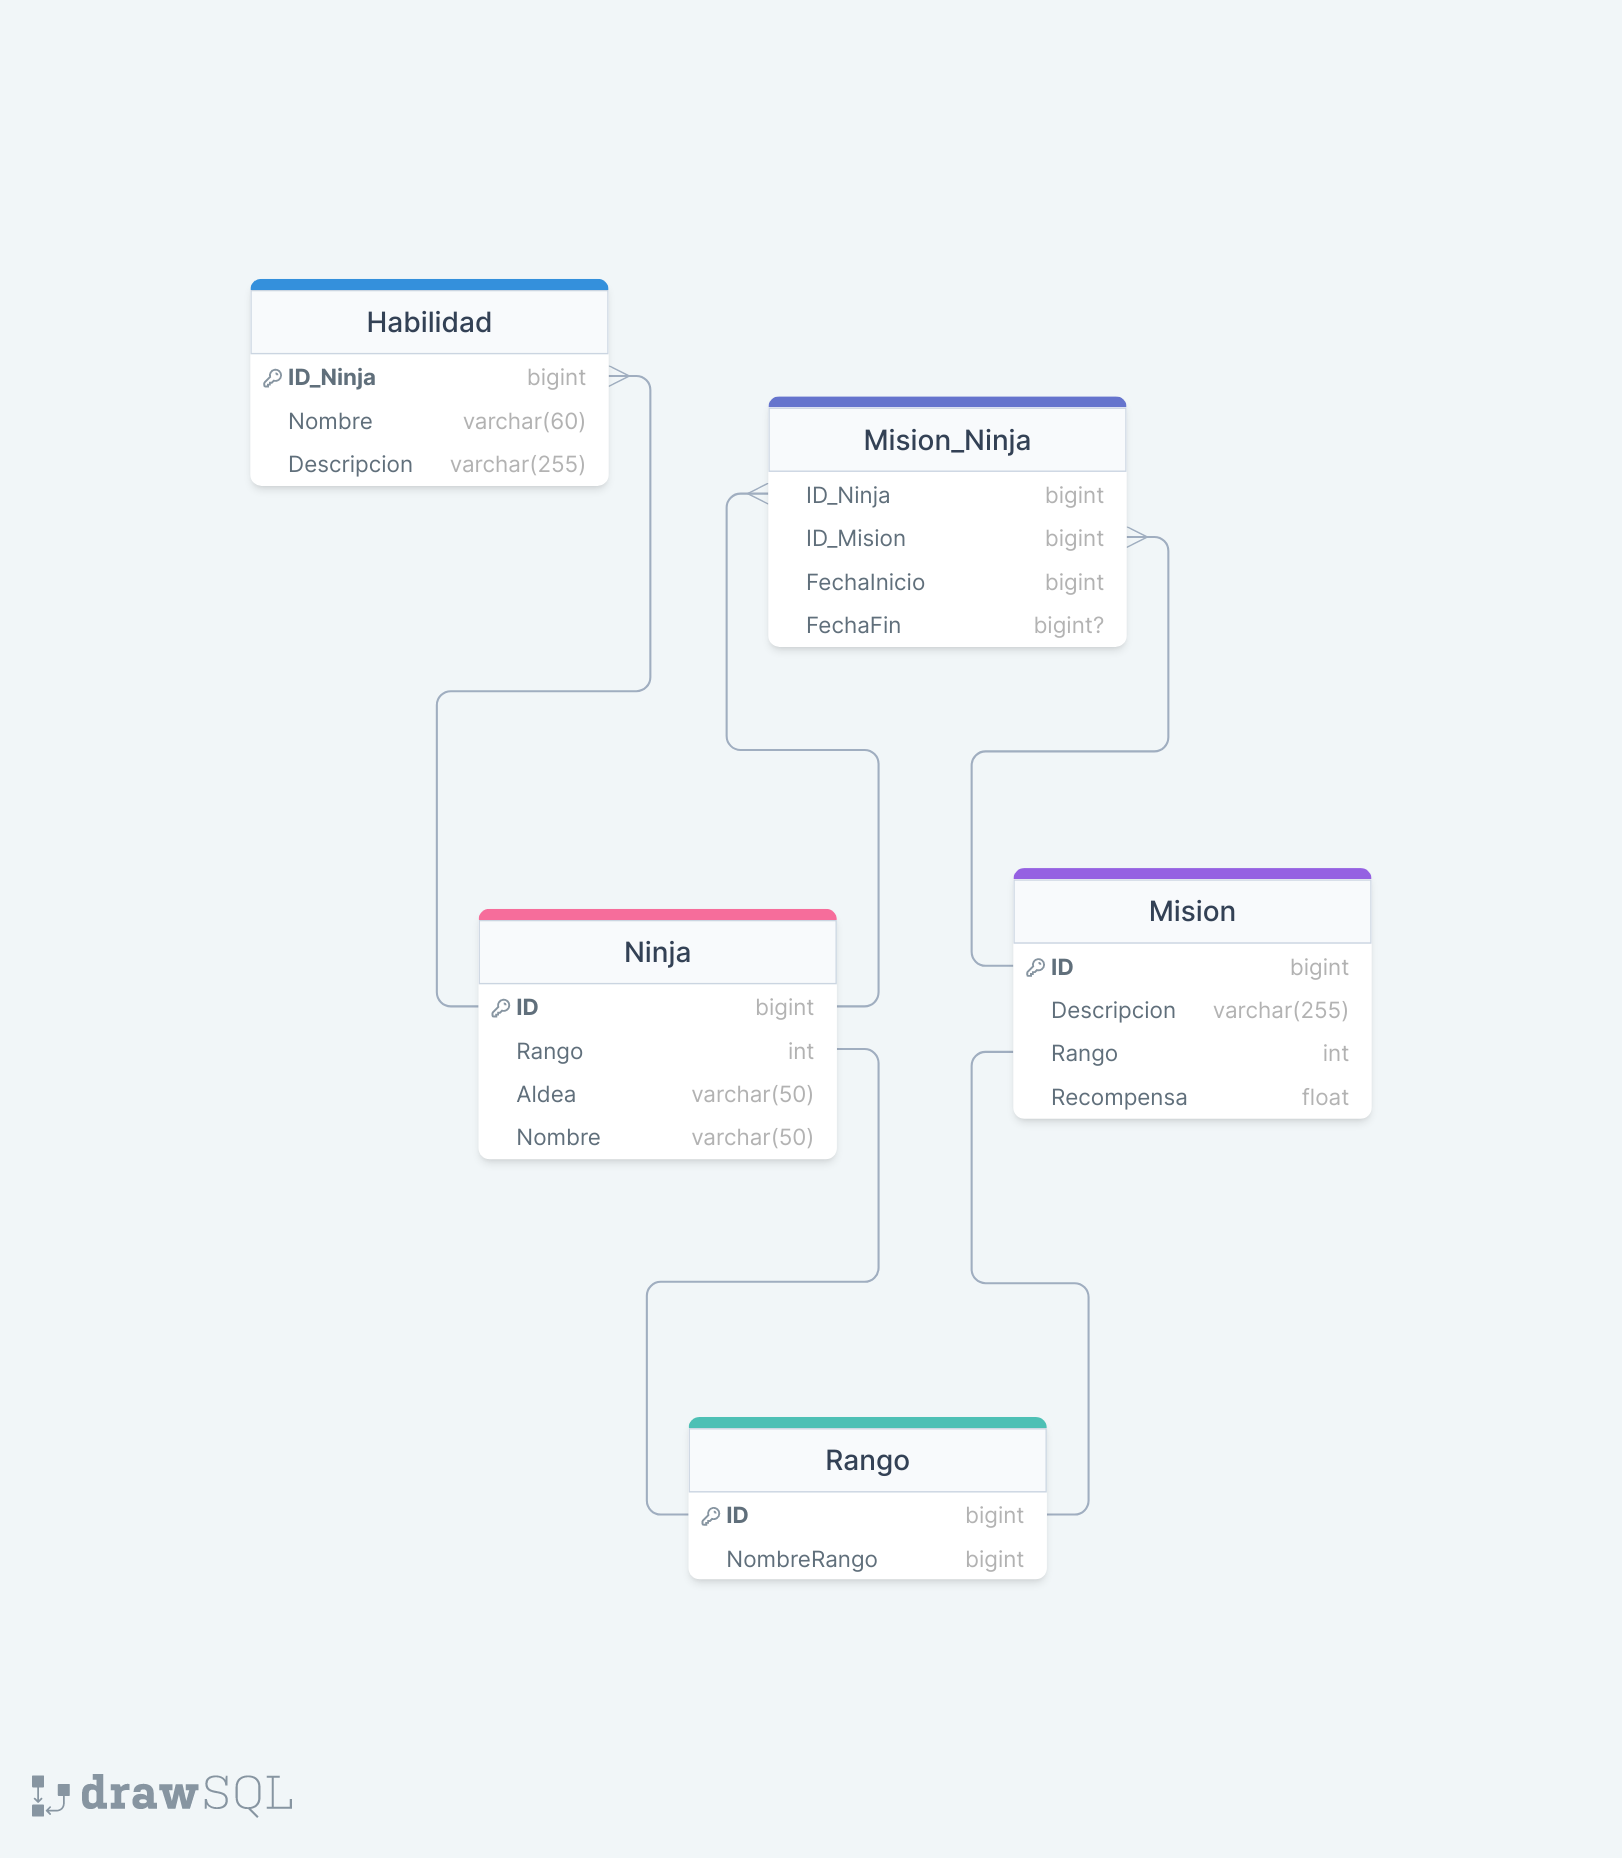 Habilidad
ID_Ninja bigint
Nombre varchar(60)
Descripcion varchar(255)
Mision_Ninja
ID_Ninja bigint
ID_Mision bigint
FechaInicio bigint
FechaFin bigint?
Ninja
ID bigint
Rango int
Aldea varchar(50)
Nombre varchar(50)
Mision
ID bigint
Descripcion varchar(255)
Rango int
Recompensa float
Rango
ID bigint
NombreRango bigint
drawSQL